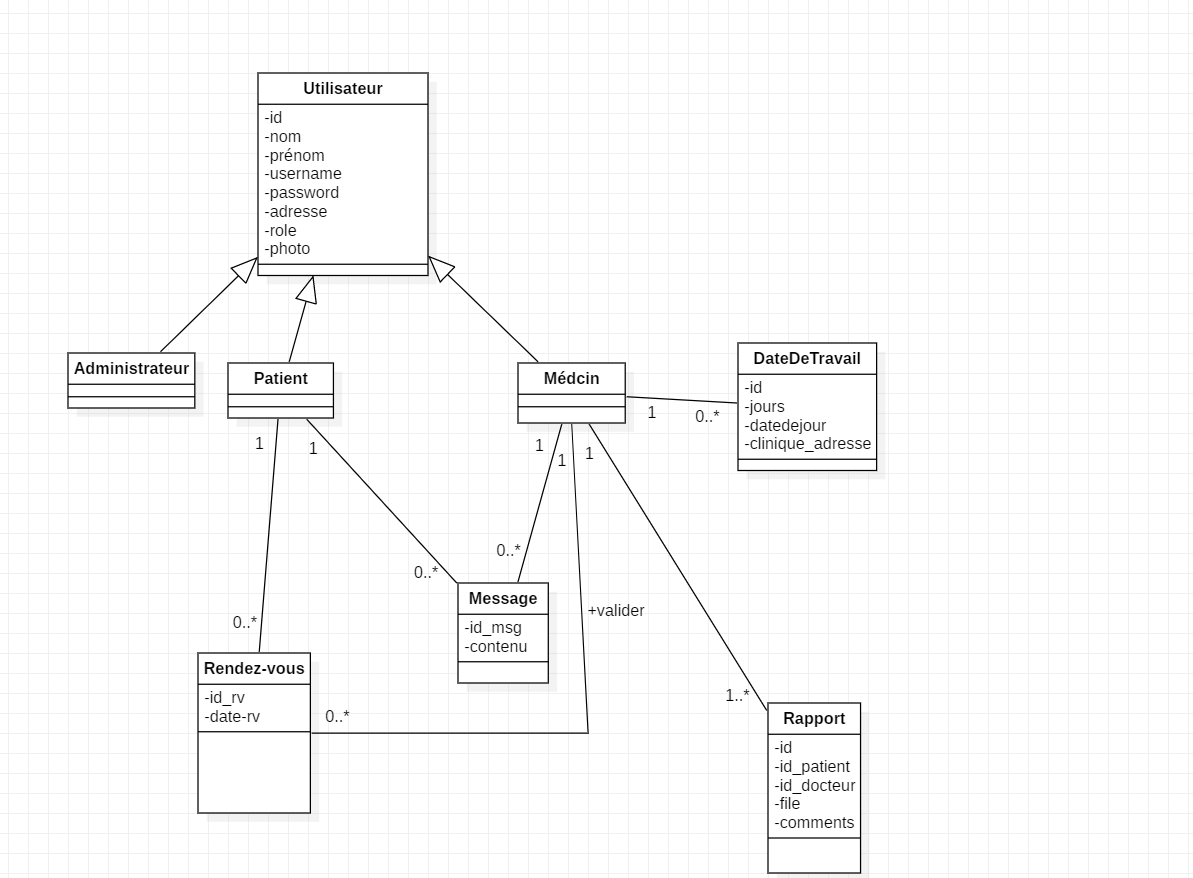 Utilisateur
-id
-nom
-prénom
-username
-password
-adresse
-role
-photo
Administrateur
Patient
Médcin
DateDeTravail
-id
-jours
-datedejour
-clinique_adresse
1
0..*
1
1
1
1
1
0..*
0..*
0..*
+valider
Message
-id_msg
-contenu
Rendez-vous
-id_rv
-date-rv
0..*
1..*
Rapport
-id
-id_patient
-id_docteur
-file
-comments